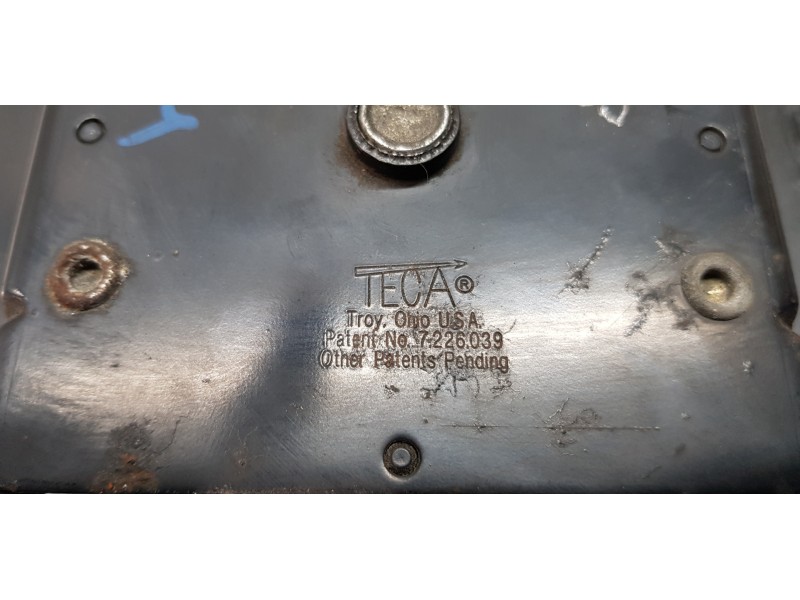 TECA®
Troy, Ohio U.S.A.
Patent No. 7-226,039
Other Patents Pending